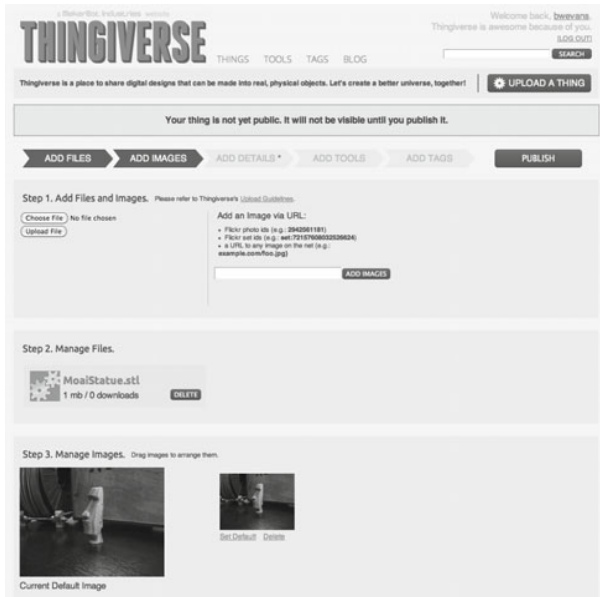 a MakerBot Industries website
THINGIVERSE
THINGS TOOLS TAGS BLOG
Welcome back, bwevans.
Thingiverse is awesome because of you.
(LOG OUT)
SEARCH
Thingiverse is a place to share digital designs that can be made into real, physical objects. Let's create a better universe, together!
UPLOAD A THING
Your thing is not yet public. It will not be visible until you publish it.
ADD FILES ADD IMAGES ADD DETAILS * ADD TOOLS ADD TAGS PUBLISH
Step 1. Add Files and Images. Please refer to Thingiverse's Upload Guidelines.
Choose File No file chosen
Upload File
Add an Image via URL:
• Flickr photo ids (e.g.: 2942061181)
• Flickr set ids (e.g.: set:72157608032526624)
• a URL to any image on the net (e.g.:
example.com/foo.jpg)
ADD IMAGES
Step 2. Manage Files.
MoaiStatue.stl
1 mb / 0 downloads DELETE
Step 3. Manage Images. Drag images to arrange them.
Set Default Delete
Current Default Image